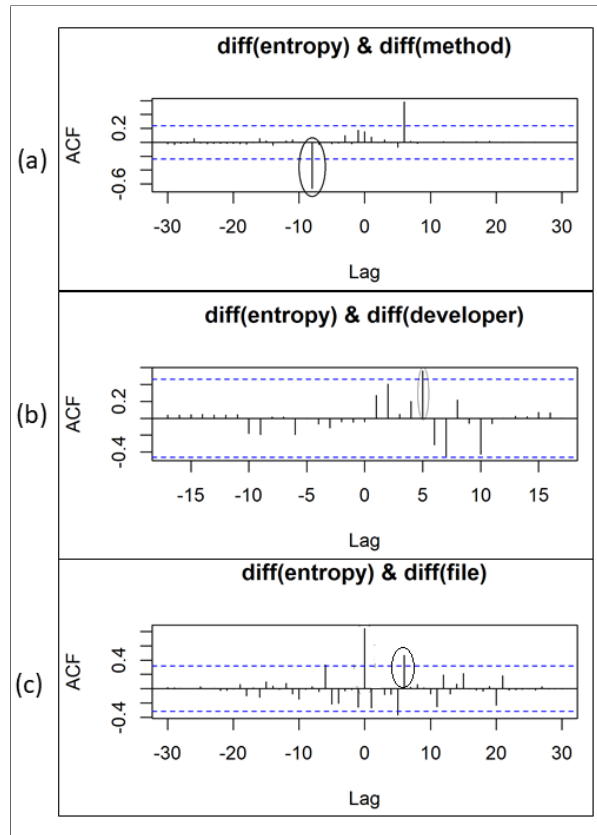 (a)
diff(entropy) & diff(method)
ACF
0.2
-0.6
-30 -20 -10 0 10 20 30
Lag
(b)
diff(entropy) & diff(developer)
ACF
0.2
-0.4
-15 -10 -5 0 5 10 15
Lag
(c)
diff(entropy) & diff(file)
ACF
0.4
-0.4
-30 -20 -10 0 10 20 30
Lag